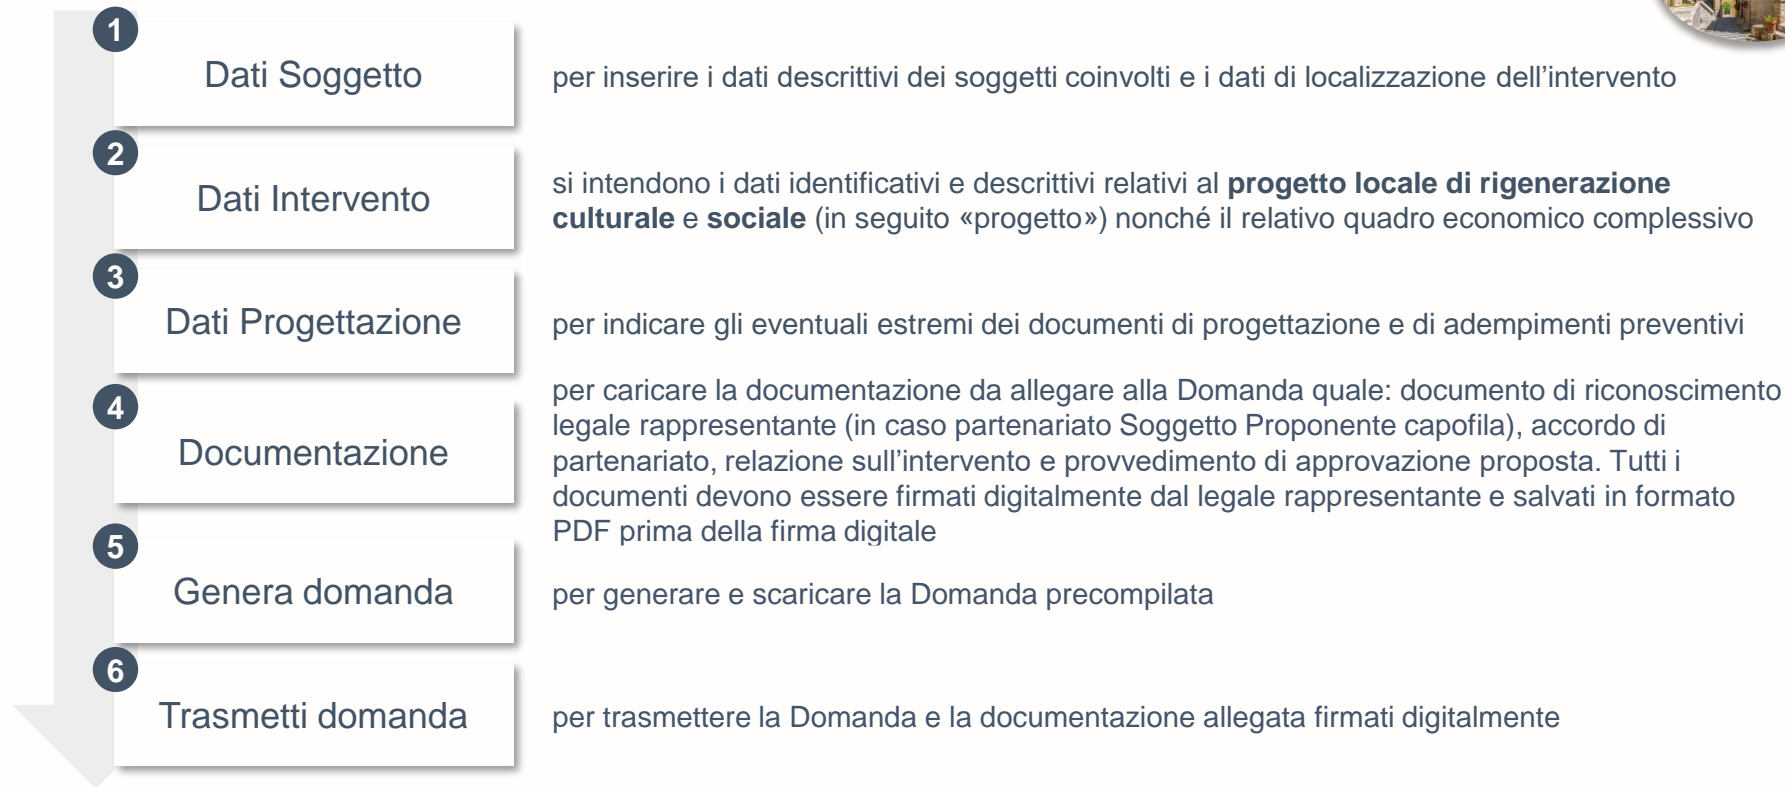 1
Dati Soggetto
per inserire i dati descrittivi dei soggetti coinvolti e i dati di localizzazione dell’intervento
2
Dati Intervento
si intendono i dati identificativi e descrittivi relativi al progetto locale di rigenerazione
culturale e sociale (in seguito «progetto») nonché il relativo quadro economico complessivo
3
Dati Progettazione
per indicare gli eventuali estremi dei documenti di progettazione e di adempimenti preventivi
4
Documentazione
per caricare la documentazione da allegare alla Domanda quale: documento di riconoscimento
legale rappresentante (in caso partenariato Soggetto Proponente capofila), accordo di
partenariato, relazione sull’intervento e provvedimento di approvazione proposta. Tutti i
documenti devono essere firmati digitalmente dal legale rappresentante e salvati in formato
PDF prima della firma digitale
5
Genera domanda
per generare e scaricare la Domanda precompilata
6
Trasmetti domanda
per trasmettere la Domanda e la documentazione allegata firmati digitalmente